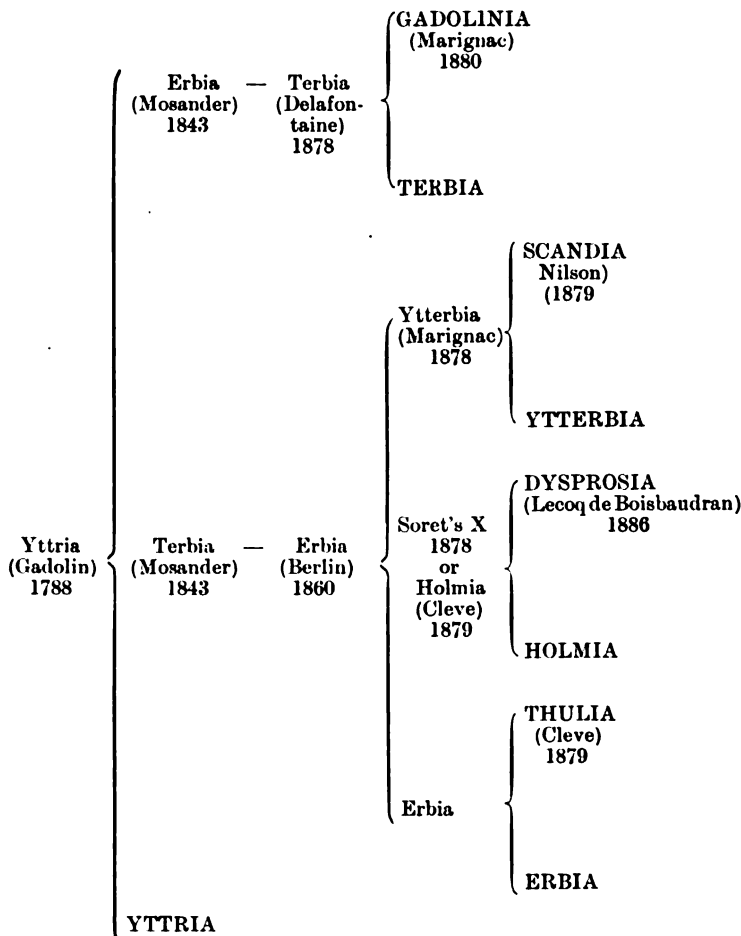 GADOLINIA
(Marignac)
1880
Erbia — Terbia
(Mosander) (Delafon-
1843 taine)
1878
TERBIA
SCANDIA
Nilson)
(1879
Ytterbia
(Marignac)
1878
YTTERBIA
DYSPROSIA
(Lecoq de Boisbaudran)
1886
Soret's X
1878
or
Holmia
(Cleve)
1879
Yttria Terbia — Erbia
(Gadolin) (Mosander) (Berlin)
1788 1843 1860
HOLMIA
THULIA
(Cleve)
1879
Erbia
ERBIA
YTTRIA